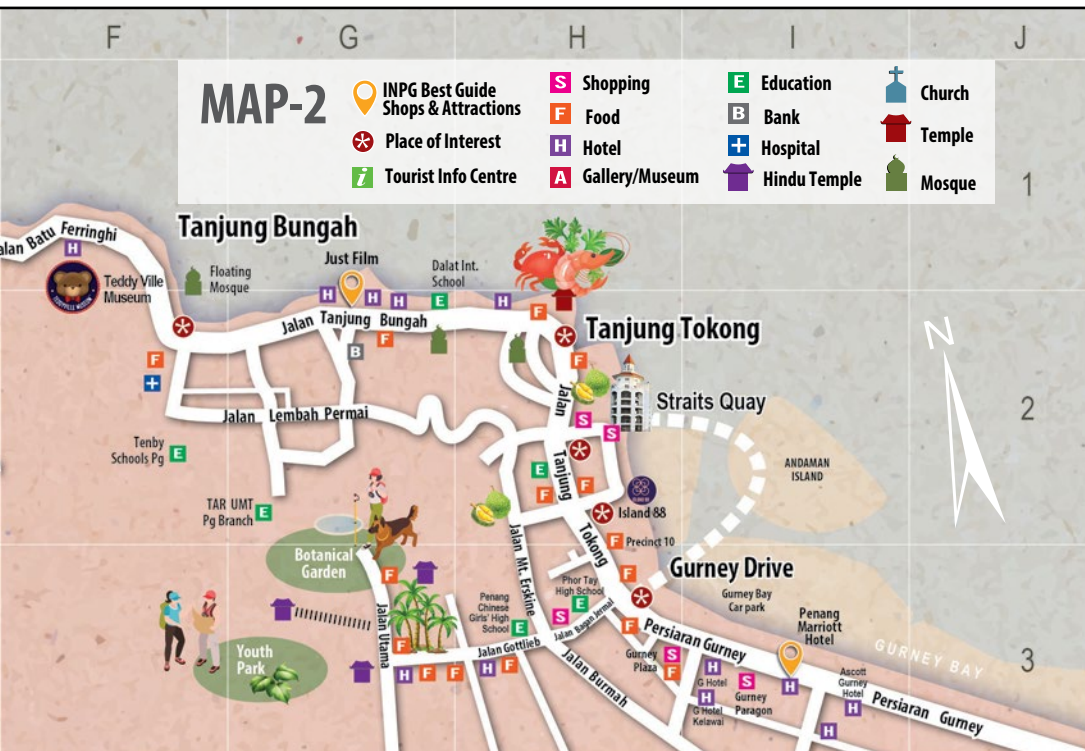 F
G
H
I
J
MAP-2
INPG Best Guide
Shops & Attractions
Place of Interest
i
Tourist Info Centre
S
Shopping
F
Food
H
Hotel
A
Gallery/Museum
E
Education
B
Bank
Hospital
Hindu Temple
Church
Temple
Mosque
1
2
3
N
Jalan Batu Ferringhi
H
Tanjung Bungah
TEDDYVILLE MUSEUM
Teddy Ville
Museum
Floating
Mosque
Just Film
Dalat Int.
School
H
H
H
E
H
F
Jalan Tanjung Bungah
B
F
Tanjung Tokong
F
F
Jalan Lembah Permai
Jalan
Tanjung
Tokong
S
S
Straits Quay
ANDAMAN
ISLAND
Tenby
Schools Pg
E
TAR UMT
Pg Branch
E
E
F
F
Island 88
F
Precinct 10
F
Botanical
Garden
F
Jalan Utama
F
Jalan Mt. Erskine
Penang
Chinese
Girls' High
School
E
Phor Tay
High School
E
S
Jalan Bagan Jermal
Gurney Drive
Gurney Bay
Car park
F
Persiaran Gurney
Penang
Marriott
Hotel
H
GURNEY BAY
Youth
Park
H
F
F
H
F
Jalan Gottlieb
Jalan Burmah
Gurney
Plaza
S
F
H
G Hotel
H
G Hotel
Kelawai
S
Gurney
Paragon
Ascott
Gurney
Hotel
H
H
Persiaran Gurney